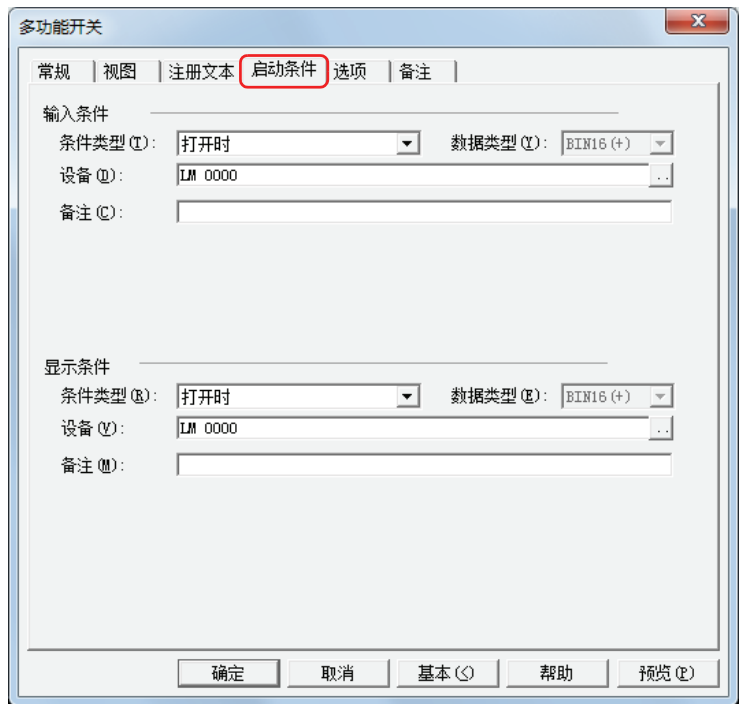 多功能开关
常规 视图 注册文本 启动条件 选项 备注
输入条件
条件类型(T): 打开时 数据类型(Y): BIN16(+)
设备(D): LM 0000 ..
备注(C):
显示条件
条件类型(R): 打开时 数据类型(E): BIN16(+)
设备(V): LM 0000 ..
备注(M):
确定 取消 基本(<) 帮助 预览(P)